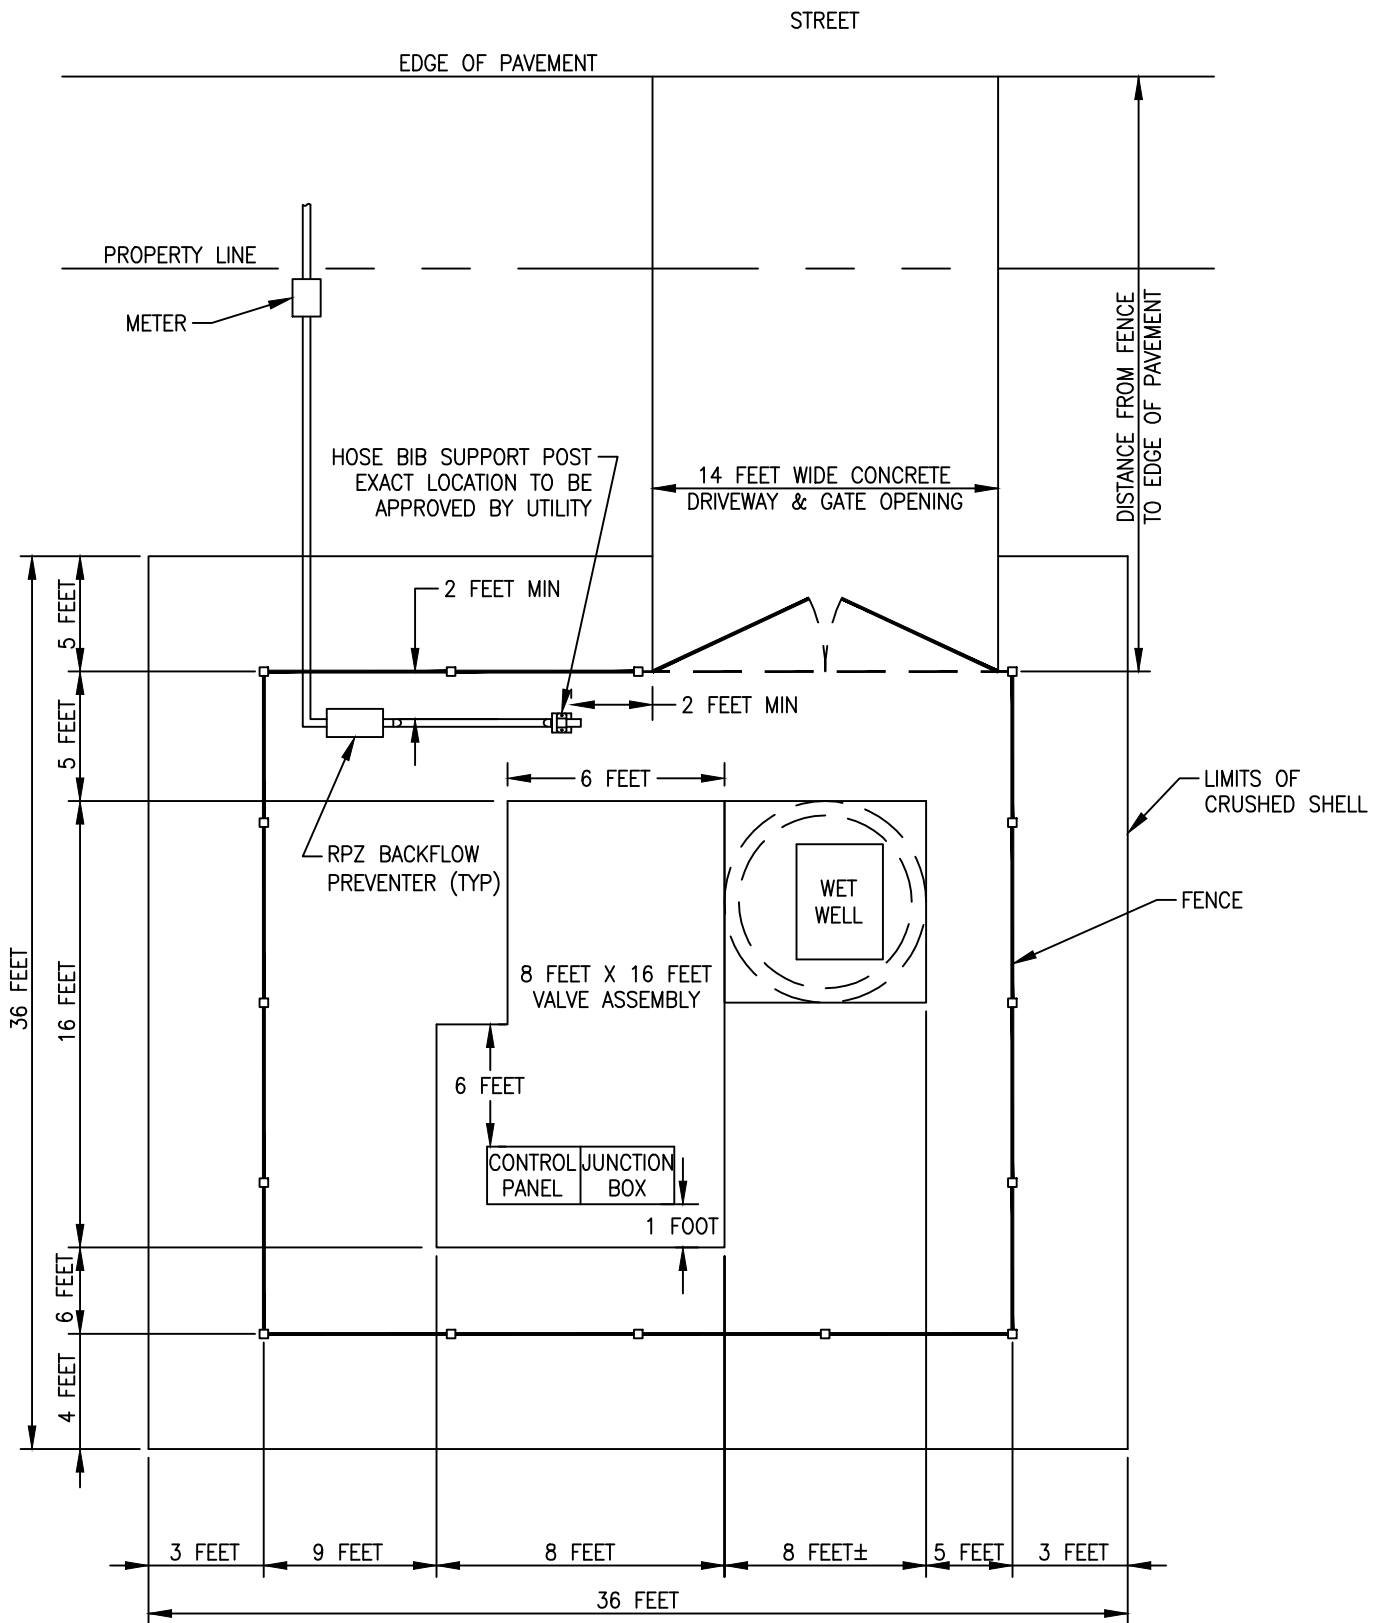 STREET
EDGE OF PAVEMENT
PROPERTY LINE
METER
DISTANCE FROM FENCE
TO EDGE OF PAVEMENT
HOSE BIB SUPPORT POST
EXACT LOCATION TO BE
APPROVED BY UTILITY
14 FEET WIDE CONCRETE
DRIVEWAY & GATE OPENING
5 FEET
2 FEET MIN
5 FEET
2 FEET MIN
6 FEET
LIMITS OF
CRUSHED SHELL
RPZ BACKFLOW
PREVENTER (TYP)
WET
WELL
FENCE
36 FEET
16 FEET
8 FEET X 16 FEET
VALVE ASSEMBLY
6 FEET
CONTROL
PANEL
JUNCTION
BOX
1 FOOT
6 FEET
4 FEET
3 FEET
9 FEET
8 FEET
8 FEET±
5 FEET
3 FEET
36 FEET